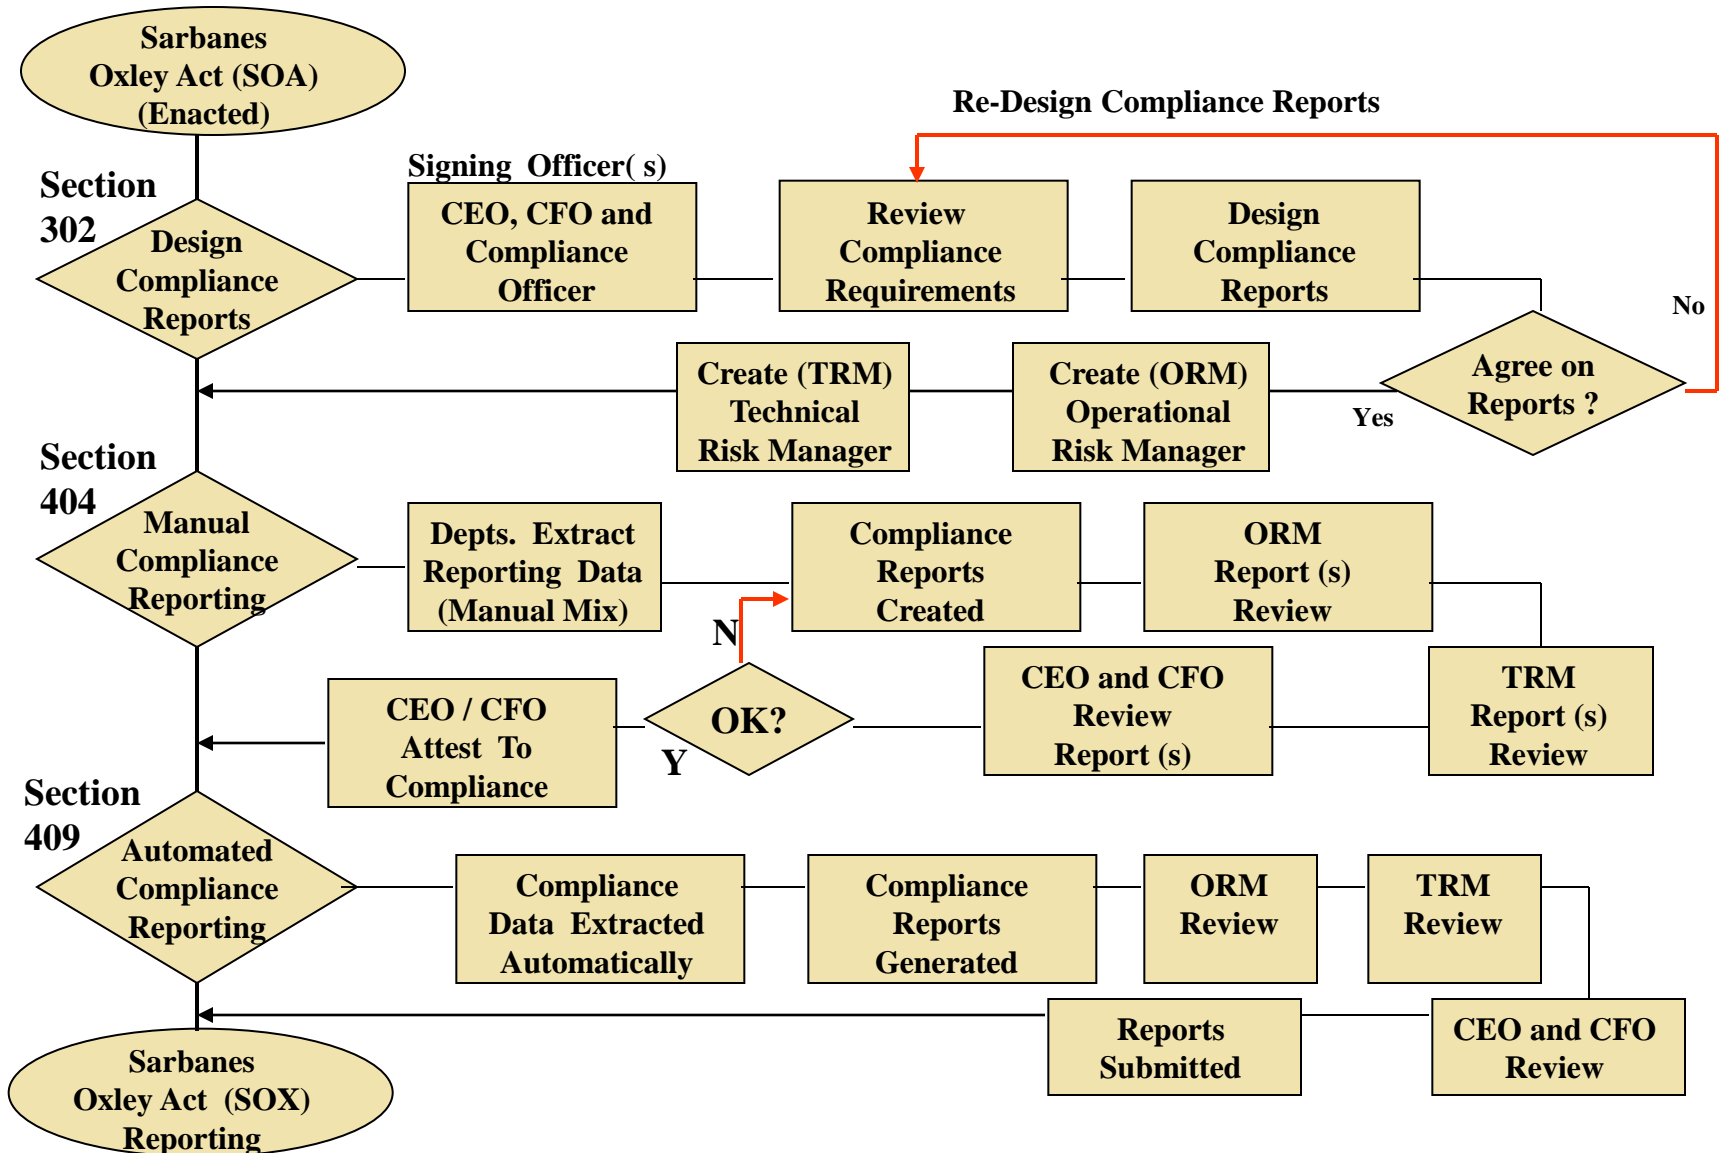 Sarbanes
Oxley Act (SOA)
(Enacted)
Re-Design Compliance Reports
Section
302
Design
Compliance
Reports
Signing Officer( s)
CEO, CFO and
Compliance
Officer
Review
Compliance
Requirements
Design
Compliance
Reports
No
Agree on
Reports ?
Yes
Create (ORM)
Operational
Risk Manager
Create (TRM)
Technical
Risk Manager
Section
404
Manual
Compliance
Reporting
Depts. Extract
Reporting Data
(Manual Mix)
Compliance
Reports
Created
ORM
Report (s)
Review
TRM
Report (s)
Review
CEO and CFO
Review
Report (s)
OK?
N
Y
CEO / CFO
Attest To
Compliance
Section
409
Automated
Compliance
Reporting
Compliance
Data Extracted
Automatically
Compliance
Reports
Generated
ORM
Review
TRM
Review
CEO and CFO
Review
Reports
Submitted
Sarbanes
Oxley Act (SOX)
Reporting